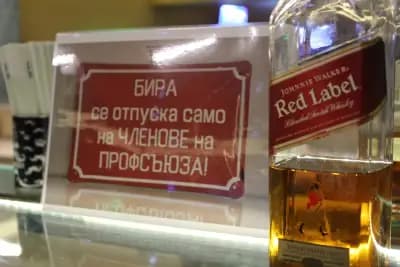 БИРА
се отпуска само
на ЧЛЕНОВЕ на
ПРОФСЪЮЗА!
JOHNNIE WALKER
Red Label
Blended Scotch Whisky